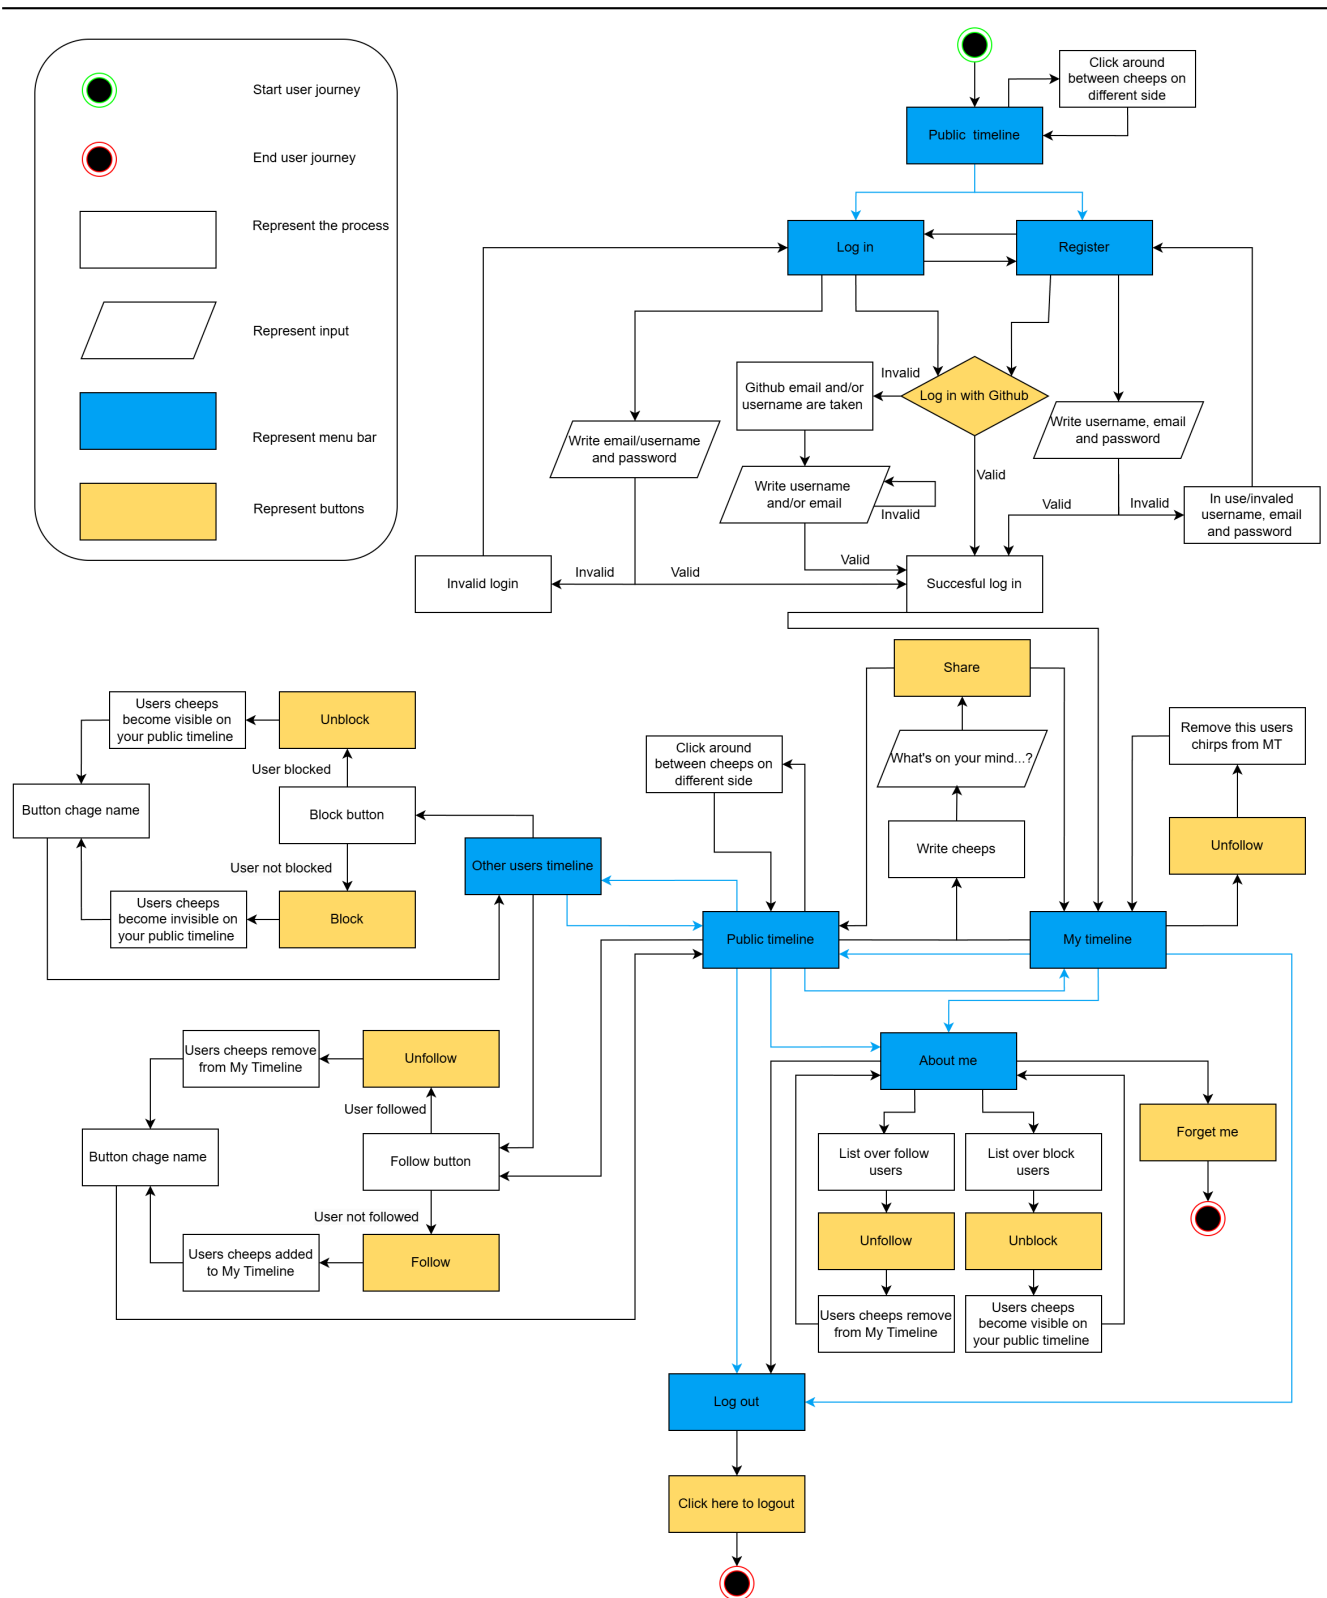 Start user journey
End user journey
Represent the process
Represent input
Represent menu bar
Represent buttons
Click around
between cheeps on
different side
Public  timeline
Log in
Register
Invalid
Github email and/or
username are taken
Log in with Github
Write email/username
and password
Write username, email
and password
Write username
and/or email
Invalid
Valid
Valid
Invalid
In use/invaled
username, email
and password
Invalid login
Invalid
Valid
Valid
Succesful log in
Share
Users cheeps
become visible on
your public timeline
Unblock
Click around
between cheeps on
different side
What's on your mind...?
Remove this users
chirps from MT
User blocked
Button chage name
Block button
Write cheeps
Unfollow
Other users timeline
User not blocked
Users cheeps
become invisible on
your public timeline
Block
Public timeline
My timeline
Users cheeps remove
from My Timeline
Unfollow
About me
User followed
Button chage name
Follow button
List over follow
users
List over block
users
Forget me
User not followed
Users cheeps added
to My Timeline
Follow
Unfollow
Unblock
Users cheeps remove
from My Timeline
Users cheeps
become visible on
your public timeline
Log out
Click here to logout